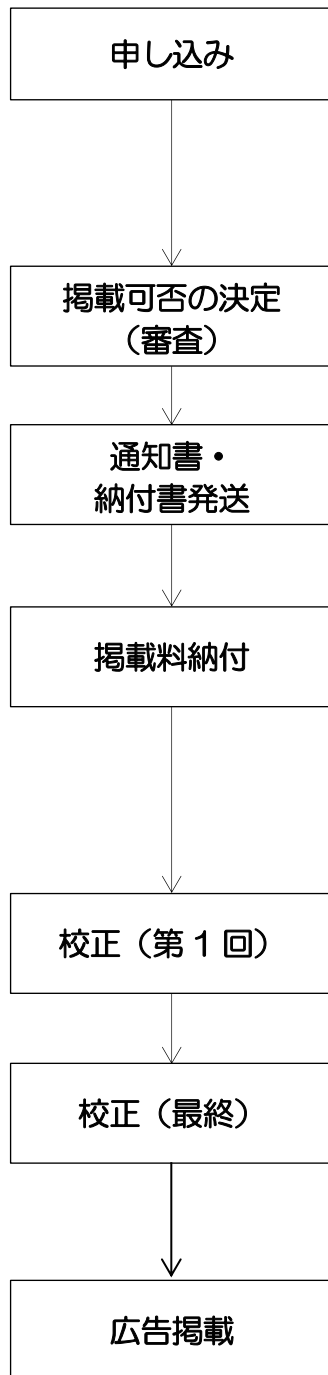 申し込み
掲載可否の決定
（審査）
通知書・
納付書発送
掲載料納付
校正（第１回）
校正（最終）
広告掲載